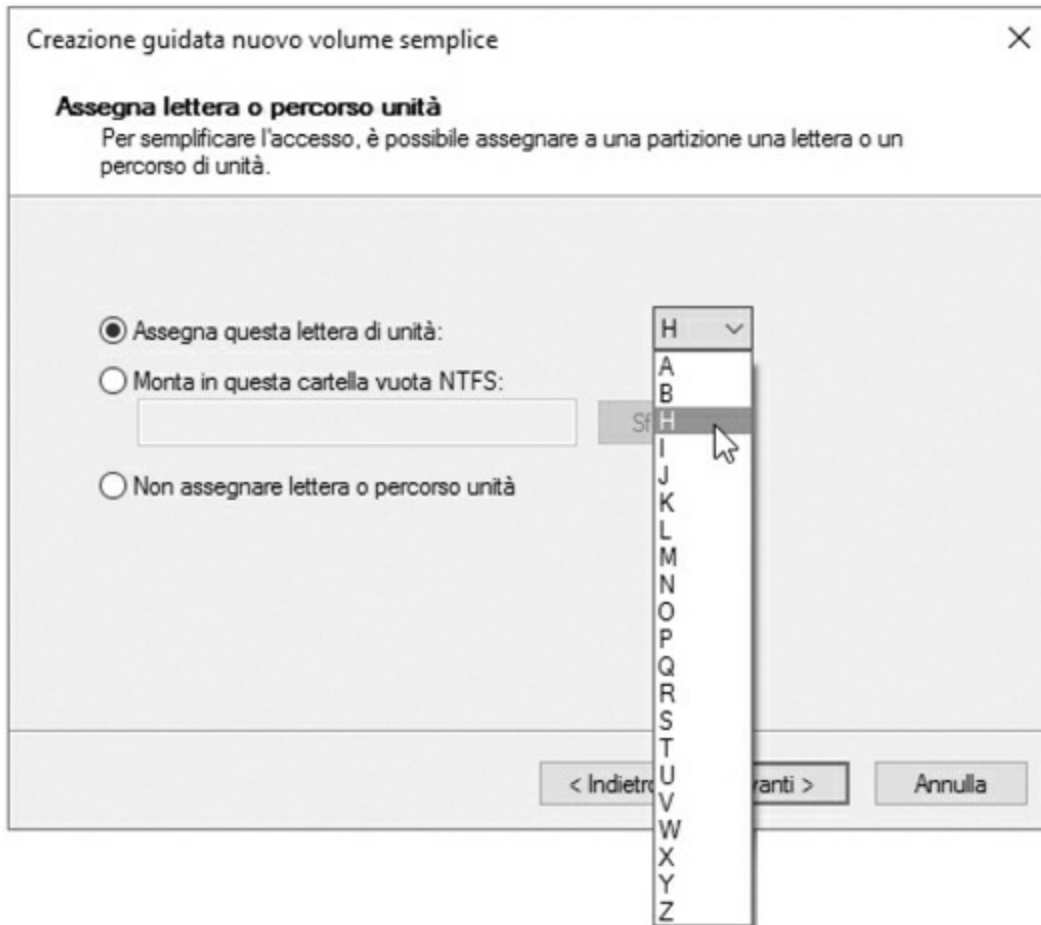 Creazione guidata nuovo volume semplice
Assegna lettera o percorso unità
Per semplificare l'accesso, è possibile assegnare a una partizione una lettera o un
percorso di unità.
Assegna questa lettera di unità:
H
Monta in questa cartella vuota NTFS:
Non assegnare lettera o percorso unità
A
B
H
I
J
K
L
M
N
O
P
Q
R
S
T
U
V
W
X
Y
Z
< Indietro
Annulla